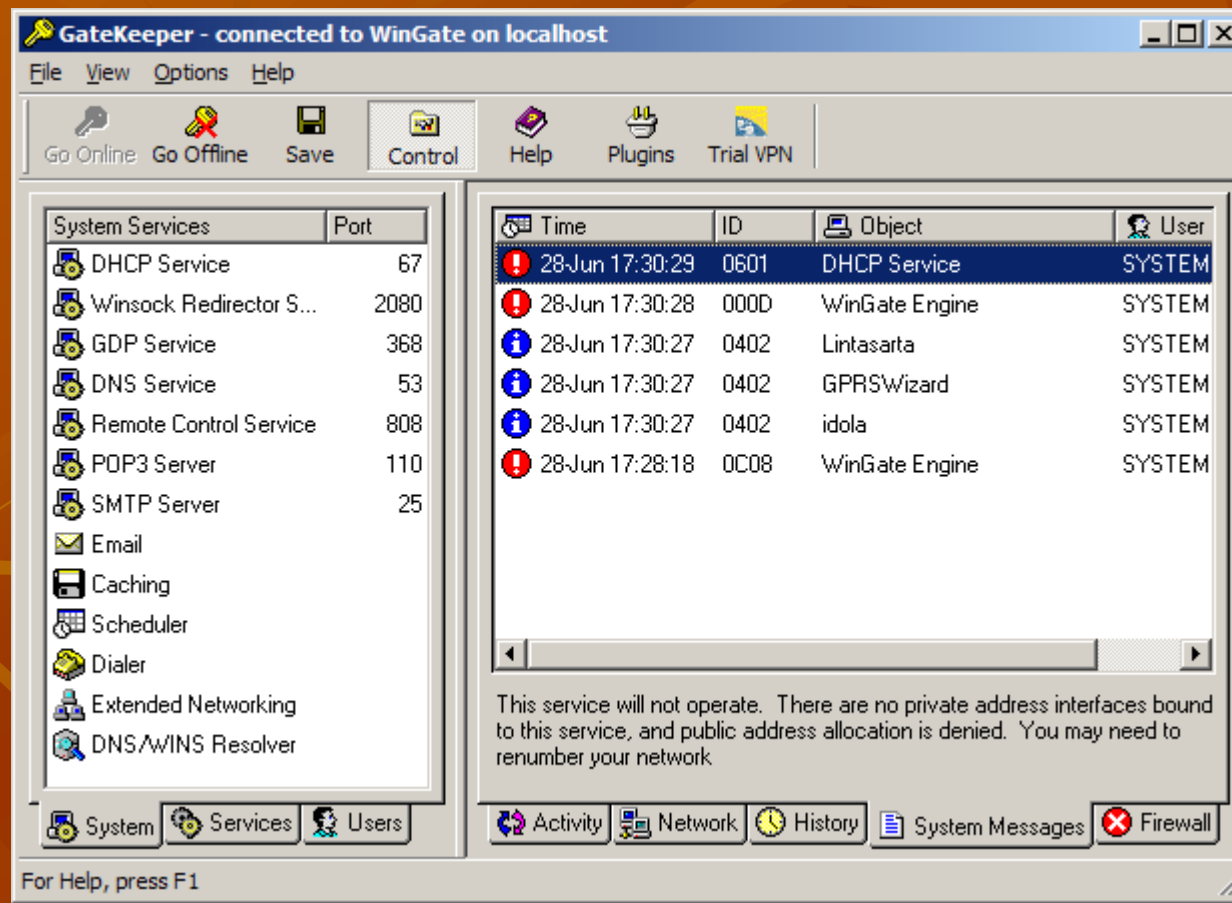 GateKeeper - connected to WinGate on localhost
File View Options Help
Go Online Go Offline Save Control Help Plugins Trial VPN
System Services Port
DHCP Service 67
Winsock Redirector S... 2080
GDP Service 368
DNS Service 53
Remote Control Service 808
POP3 Server 110
SMTP Server 25
Email
Caching
Scheduler
Dialer
Extended Networking
DNS/WINS Resolver
System Services Users
Time ID Object User
28-Jun 17:30:29 0601 DHCP Service SYSTEM
28-Jun 17:30:28 000D WinGate Engine SYSTEM
28-Jun 17:30:27 0402 Lintasarta SYSTEM
28-Jun 17:30:27 0402 GPRSWizard SYSTEM
28-Jun 17:30:27 0402 idola SYSTEM
28-Jun 17:28:18 0C08 WinGate Engine SYSTEM
This service will not operate. There are no private address interfaces bound
to this service, and public address allocation is denied. You may need to
renumber your network
Activity Network History System Messages Firewall
For Help, press F1